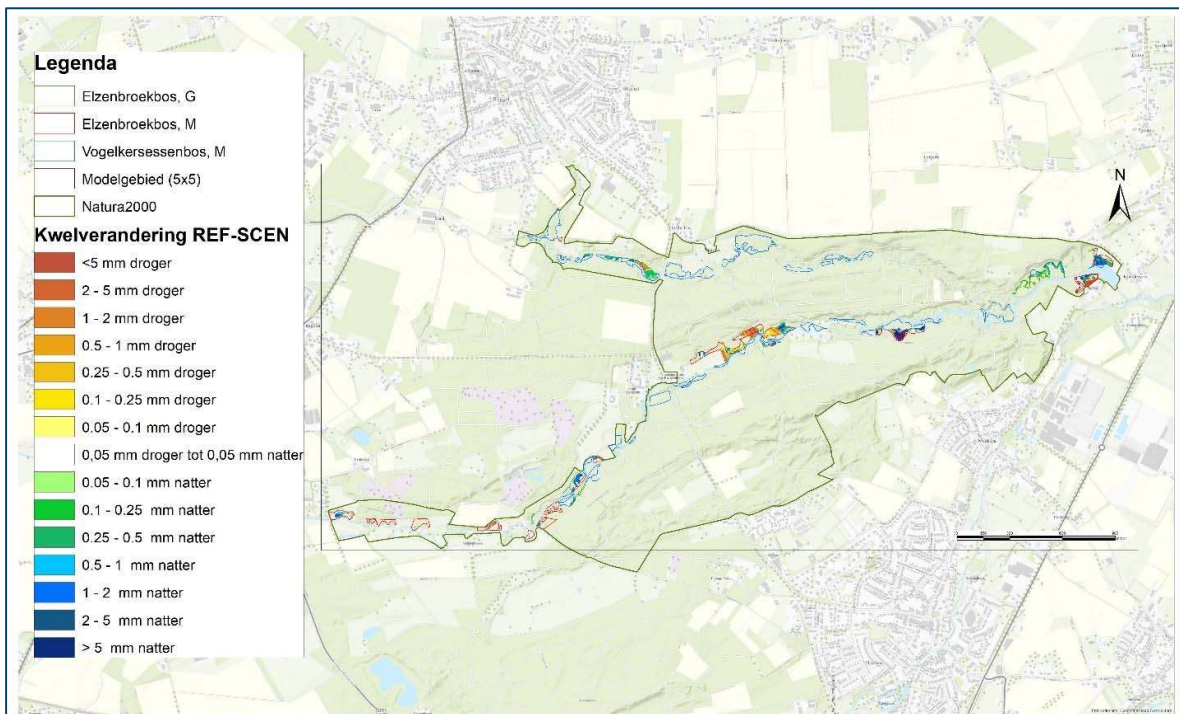 Legenda
Elzenbroekbos, G
Elzenbroekbos, M
Vogelkersessenbos, M
Modelgebied (5x5)
Natura2000
Kwelverandering REF-SCEN
<5 mm droger
2 - 5 mm droger
1 - 2 mm droger
0.5 - 1 mm droger
0.25 - 0.5 mm droger
0.1 - 0.25 mm droger
0.05 - 0.1 mm droger
0,05 mm droger tot 0,05 mm natter
0.05 - 0.1 mm natter
0.1 - 0.25 mm natter
0.25 - 0.5 mm natter
0.5 - 1 mm natter
1 - 2 mm natter
2 - 5 mm natter
> 5 mm natter
N